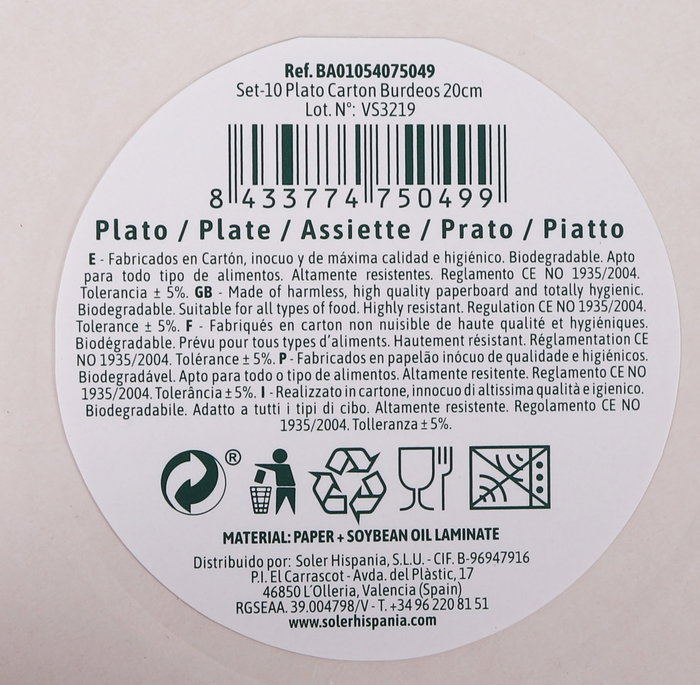 Ref. BA01054075049
Set-10 Plato Carton Burdeos 20cm
Lot. Nº: VS3219
8 433774 750499
Plato / Plate / Assiette / Prato / Piatto
E - Fabricados en Cartón, inocuo y de máxima calidad e higiénico. Biodegradable. Apto
para todo tipo de alimentos. Altamente resistentes. Reglamento CE NO 1935/2004.
Tolerancia ± 5%. GB - Made of harmless, high quality paperboard and totally hygienic.
Biodegradable. Suitable for all types of food. Highly resistant. Regulation CE NO 1935/2004.
Tolerance ± 5%. F - Fabriqués en carton non nuisible de haute qualité et hygiéniques.
Biodégradable. Prévu pour tous types d'aliments. Hautement résistant. Réglamentation CE
NO 1935/2004. Tolérance ± 5%. P - Fabricados en papelão inócuo de qualidade e higiénicos.
Biodegradável. Apto para todo o tipo de alimentos. Altamente resitente. Reglamento CE NO
1935/2004. Tolerância ± 5%. I - Realizzato in cartone, innocuo di altissima qualità e igienico.
Biodegradabile. Adatto a tutti i tipi di cibo. Altamente resistente. Regolamento CE NO
1935/2004. Tolleranza ± 5%.
®
MATERIAL: PAPER + SOYBEAN OIL LAMINATE
Distribuido por: Soler Hispania, S.L.U. - CIF. B-96947916
P.I. El Carrascot - Avda. del Plàstic, 17
46850 L´Olleria, Valencia (Spain)
RGSEAA. 39.004798/V - T. +34 96 220 81 51
www.solerhispania.com